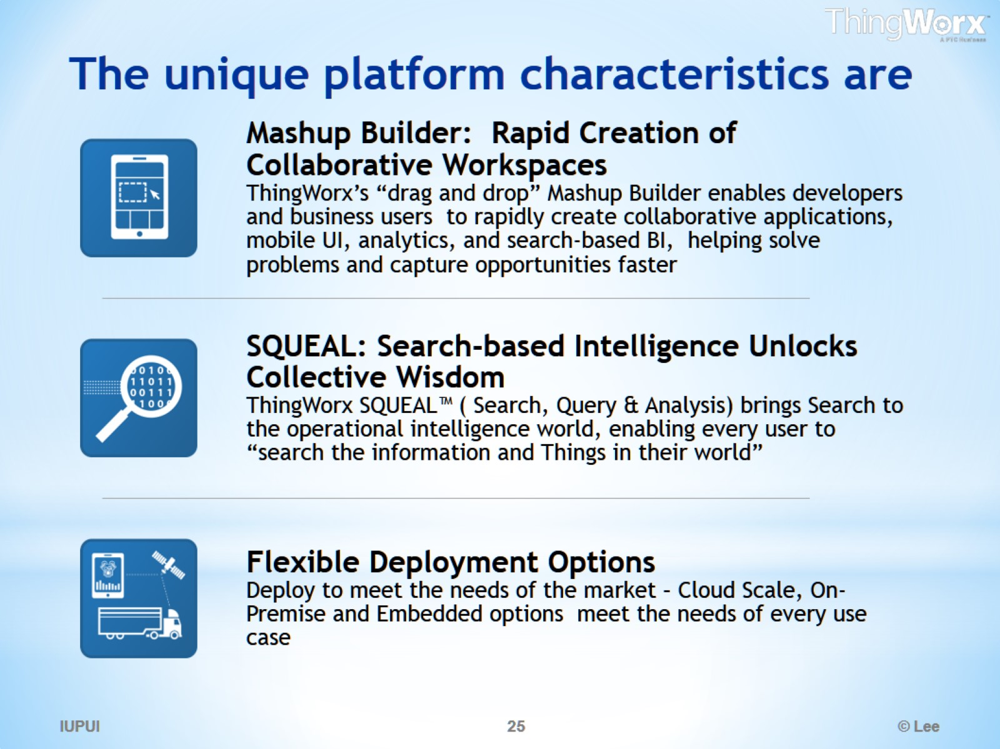 ThingWorx
A PTC Business
The unique platform characteristics are
Mashup Builder:  Rapid Creation of
Collaborative Workspaces
ThingWorx’s “drag and drop” Mashup Builder enables developers
and business users  to rapidly create collaborative applications,
mobile UI, analytics, and search-based BI,  helping solve
problems and capture opportunities faster
00100
11011
00111
1100
SQUEAL: Search-based Intelligence Unlocks
Collective Wisdom
ThingWorx SQUEAL™ ( Search, Query & Analysis) brings Search to
the operational intelligence world, enabling every user to
“search the information and Things in their world”
Flexible Deployment Options
Deploy to meet the needs of the market – Cloud Scale, On-
Premise and Embedded options  meet the needs of every use
case
IUPUI 25 © Lee